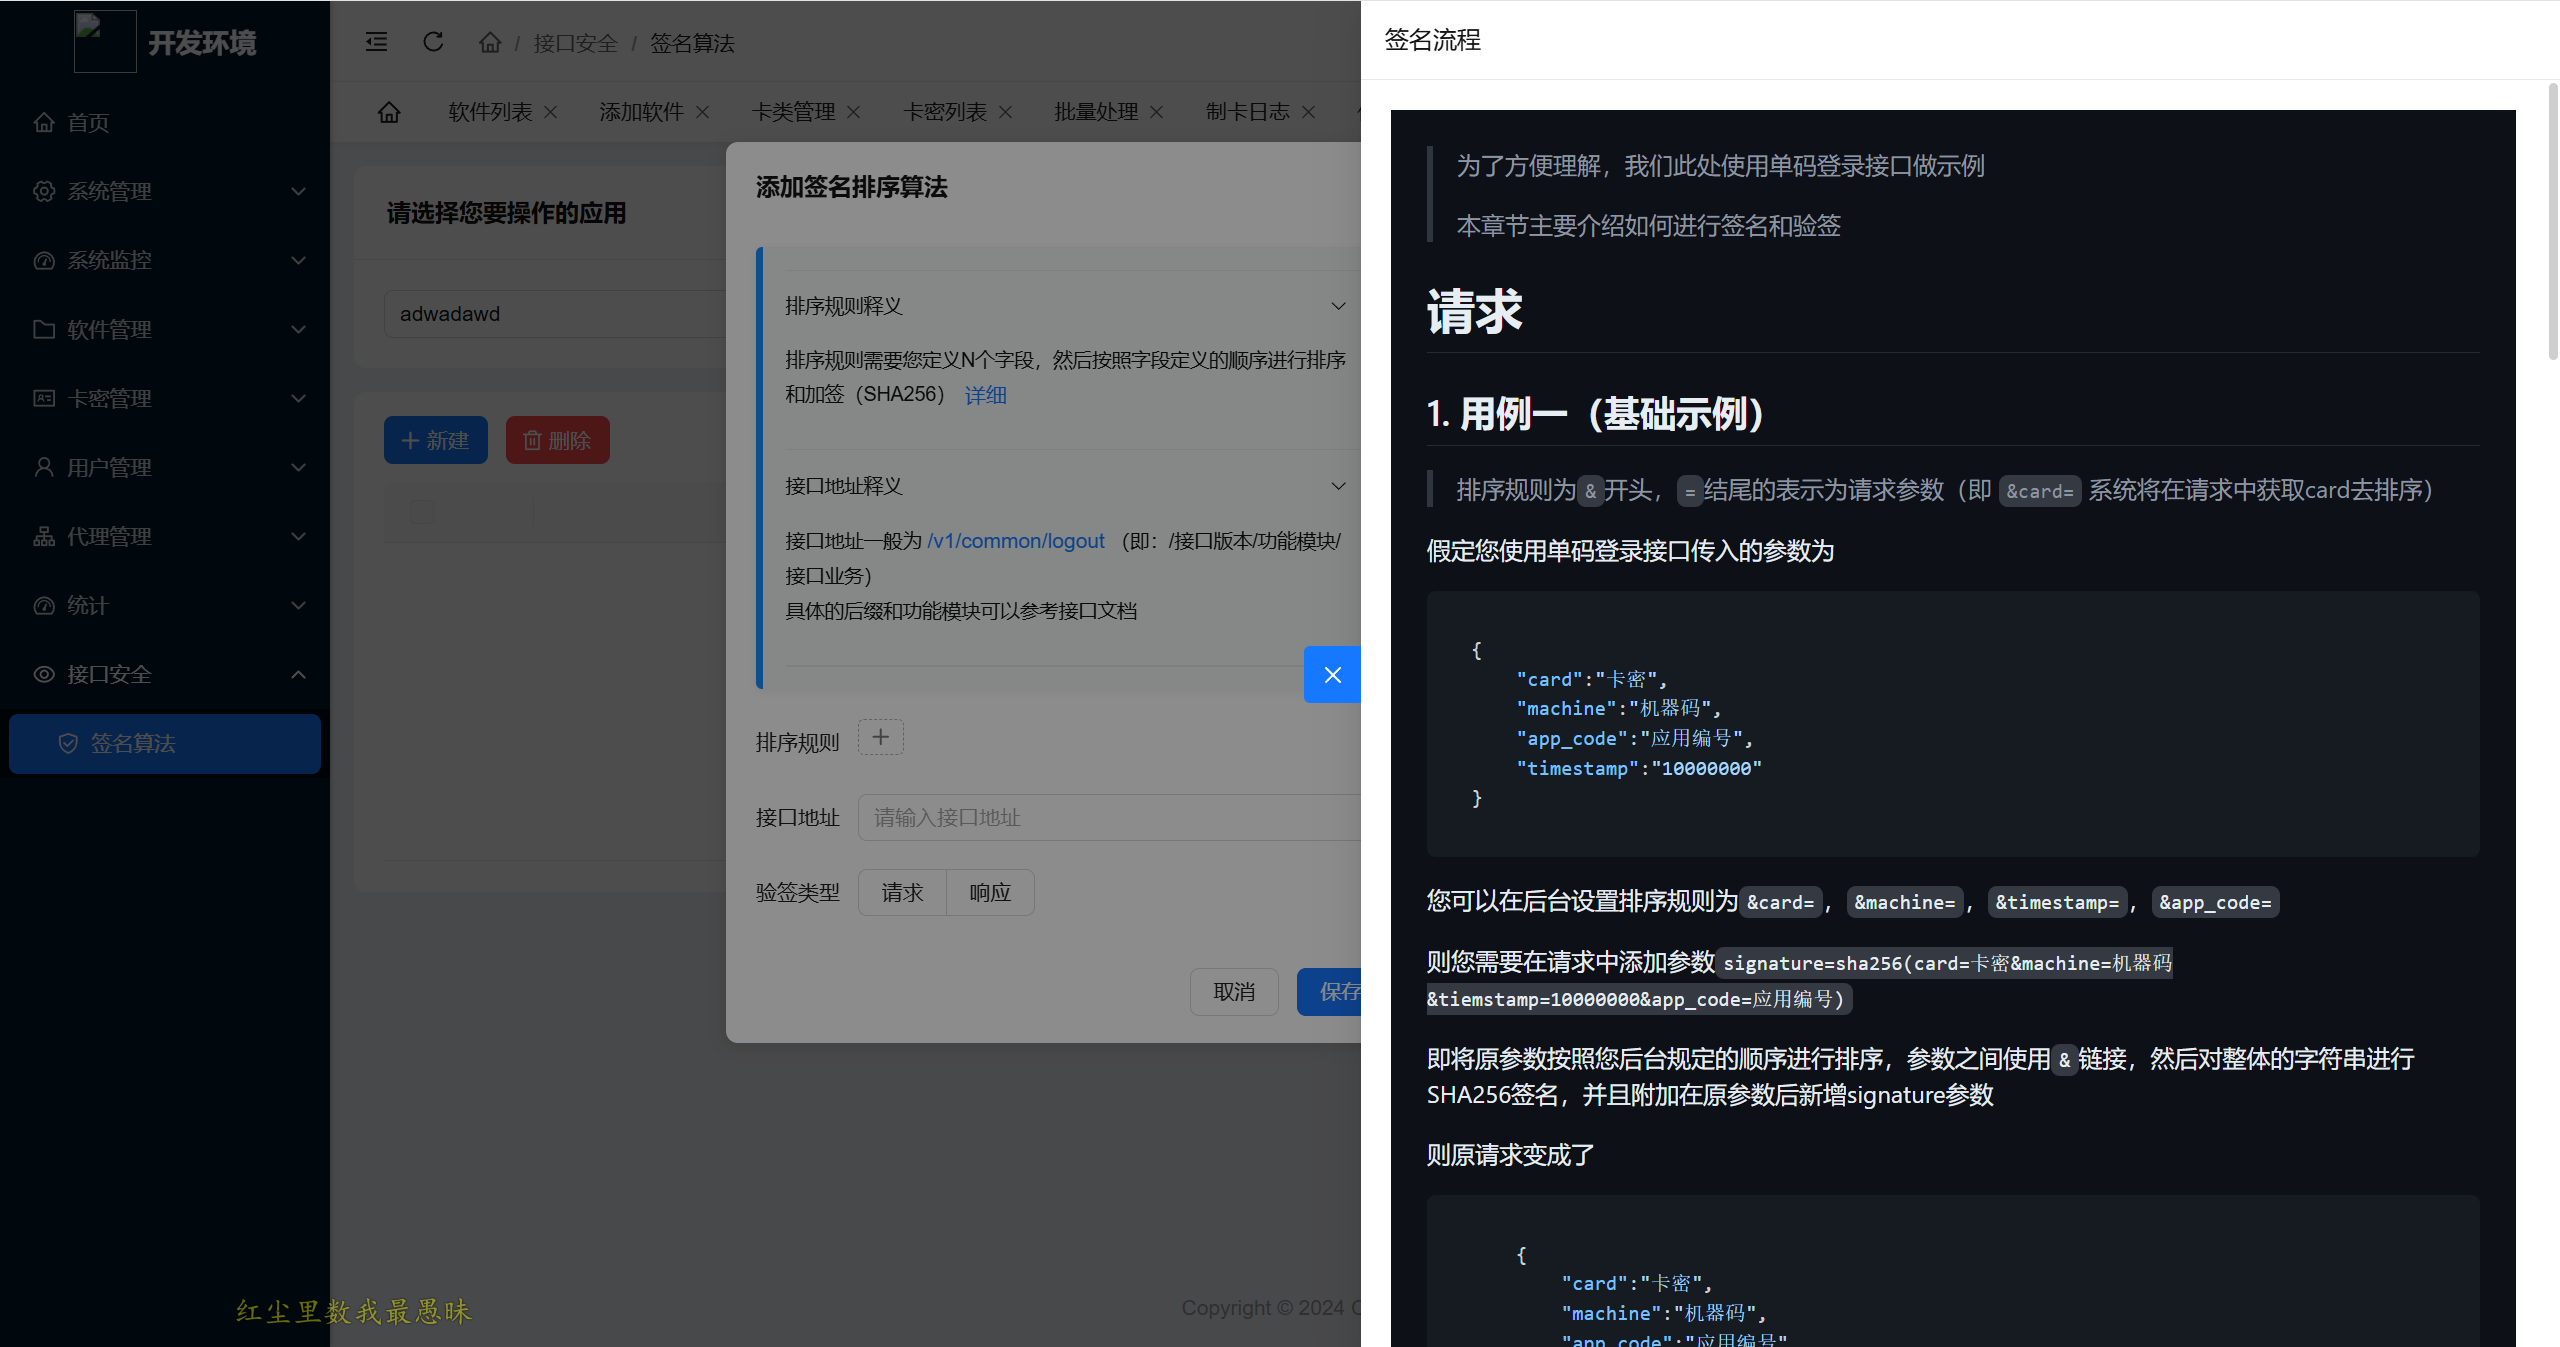 开发环境
首页
系统管理
系统监控
软件管理
卡密管理
用户管理
代理管理
统计
接口安全
签名算法
/ 接口安全 / 签名算法
软件列表 添加软件 卡类管理 卡密列表 批量处理 制卡日志
请选择您要操作的应用
adwadawd
新建 删除
添加签名排序算法
排序规则释义
排序规则需要您定义N个字段，然后按照字段定义的顺序进行排序
和加签（SHA256） 详细
接口地址释义
接口地址一般为 /v1/common/logout （即：/接口版本/功能模块/
接口业务）
具体的后缀和功能模块可以参考接口文档
排序规则
接口地址 请输入接口地址
验签类型 请求 响应
取消 保存
Copyright © 2024
红尘里数我最愚昧
签名流程
为了方便理解，我们此处使用单码登录接口做示例
本章节主要介绍如何进行签名和验签
请求
1. 用例一（基础示例）
排序规则为 & 开头， = 结尾的表示为请求参数（即 &card= 系统将在请求中获取card去排序）
假定您使用单码登录接口传入的参数为
{
"card":"卡密",
"machine":"机器码",
"app_code":"应用编号",
"timestamp":"10000000"
}
您可以在后台设置排序规则为 &card= ， &machine= ， &timestamp= ， &app_code=
则您需要在请求中添加参数 signature=sha256(card=卡密&machine=机器码
&tiemstamp=10000000&app_code=应用编号)
即将原参数按照您后台规定的顺序进行排序，参数之间使用 & 链接，然后对整体的字符串进行
SHA256签名，并且附加在原参数后新增signature参数
则原请求变成了
{
"card":"卡密",
"machine":"机器码",
"app_code":"应用编号"